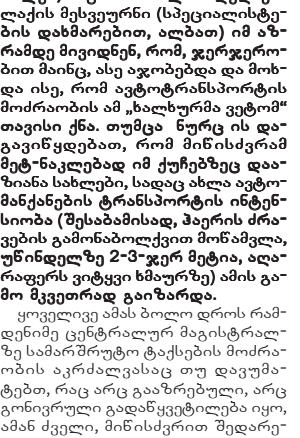 ლაქის მესვეურნი (სპეციალისტე-
ბის დახმარებით, ალბათ) იმ აზ-
რამდე მივიდნენ, რომ, ჯერჯერო-
ბით მაინც, ასე აჯობებდა და მოხ-
და ისე, რომ ავტოტრანსპორტის
მოძრაობის ამ „ხალხურმა ვეტომ“
თავისი ქნა. თუმცა ნურც ის და-
გავიწყდებათ, რომ მიწისძვრამ
მეტ-ნაკლებად იმ ქუჩებზეც დაა-
ზიანა სახლები, სადაც ახლა ავტო-
მანქანების ტრანსპორტის ინტენ-
სიობა (შესაბამისად, ჰაერის ძრა-
ვების გამონაბოლქვით მოწამვლა,
უწინდელზე 2-3-ჯერ მეტია, აღა-
რაფერს ვიტყვი ხმაურზე) ამის გა-
მო მკვეთრად გაიზარდა.
ყოველივე ამას ბოლო დროს რამ-
დენიმე ცენტრალურ მაგისტრალ-
ზე სამარშრუტო ტაქსების მოძრა-
ობის აკრძალვასაც თუ დავუმა-
ტებთ, რაც არც გააზრებული, არც
გონივრული გადაწყვეტილება იყო,
ამან ძველი, მიწისძვრით შედარე-